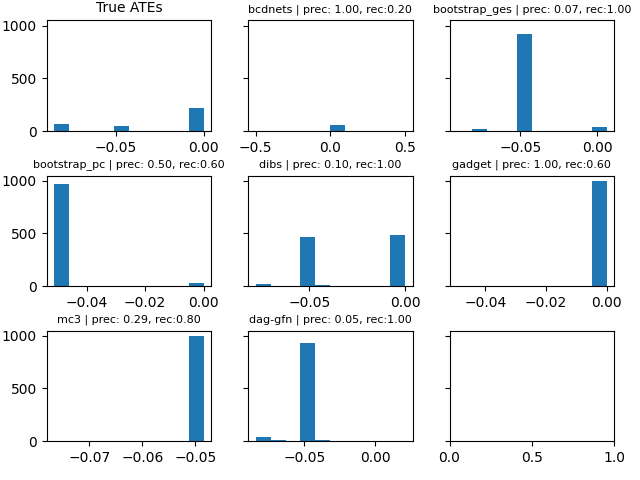 True ATEs
bcdnets | prec: 1.00, rec:0.20
bootstrap_ges | prec: 0.07, rec:1.00
1000
500
0
−0.05 0.00
−0.5 0.0 0.5
−0.05 0.00
bootstrap_pc | prec: 0.50, rec:0.60
dibs | prec: 0.10, rec:1.00
gadget | prec: 1.00, rec:0.60
1000
500
0
−0.04 −0.02 0.00
−0.05 0.00
−0.04 −0.02 0.00
mc3 | prec: 0.29, rec:0.80
dag-gfn | prec: 0.05, rec:1.00
1000
500
0
−0.07 −0.06 −0.05
−0.05 0.00
0.0 0.5 1.0